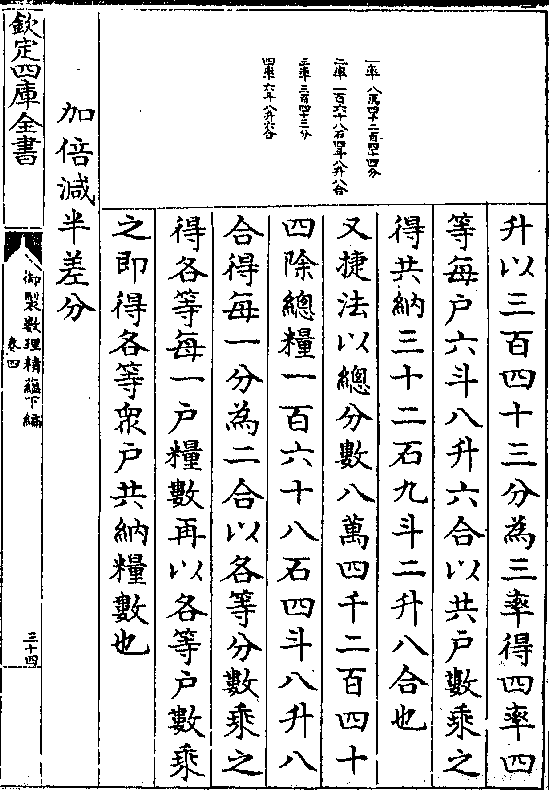 一率 八萬四千二百四十四分
二率 一百六十八石四斗八升八合
三率 三百四十三分
四率 六斗八升六合
升以三百四十三分為三率得四率四
等每户六斗八升六合以共户數乘之
得共納三十二石九斗二升八合也
又捷法以總分數八萬四千二百四十
四除總糧一百六十八石四斗八升八
合得每一分為二合以各等分數乘之
得各等每一户糧數再以各等户數乘
之即得各等衆户共納糧數也
加倍減半差分
欽定四庫全書
御製數理精藴下編
卷四
三十四